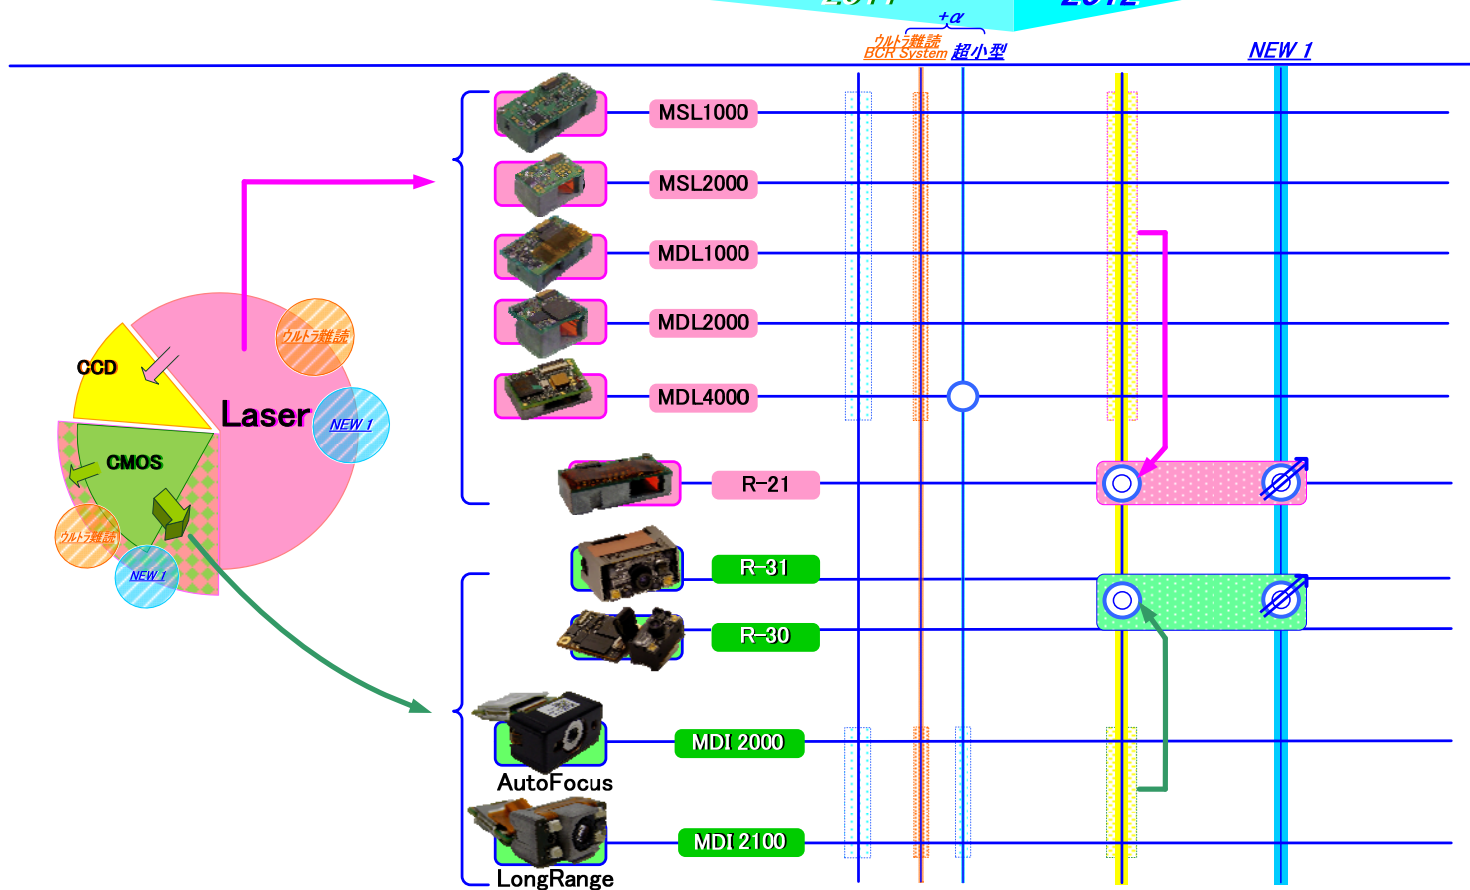 2011
2012
+α
ウルトラ難読
BCR System
超小型
NEW 1
MSL1000
MSL2000
MDL1000
MDL2000
MDL4000
R-21
R-31
R-30
MDI 2000
AutoFocus
MDI 2100
LongRange
ウルトラ難読
CCD
Laser
NEW 1
CMOS
ウルトラ難読
NEW 1